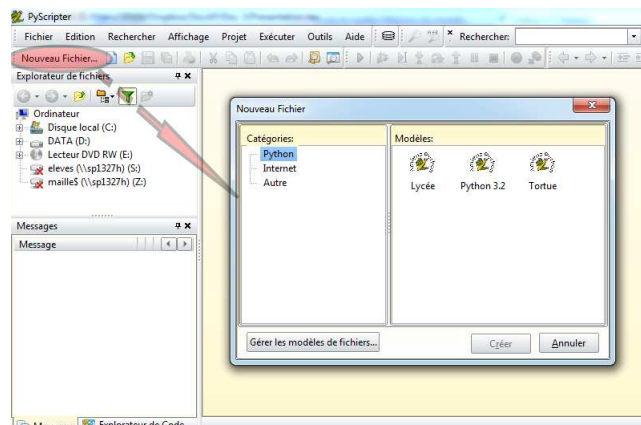 PyScripter
Fichier Edition Rechercher Affichage Projet Exécuter Outils Aide Rechercher:
Nouveau Fichier...
Explorateur de fichiers
Ordinateur
Disque local (C:)
DATA (D:)
Lecteur DVD RW (E:)
eleves (\\sp1327h) (S:)
maille$ (\\sp1327h) (Z:)
Messages
Message
Explorateur de Code
Nouveau Fichier
Catégories:
Python
Internet
Autre
Modèles:
Lycée Python 3.2 Tortue
Gérer les modèles de fichiers...
Créer Annuler